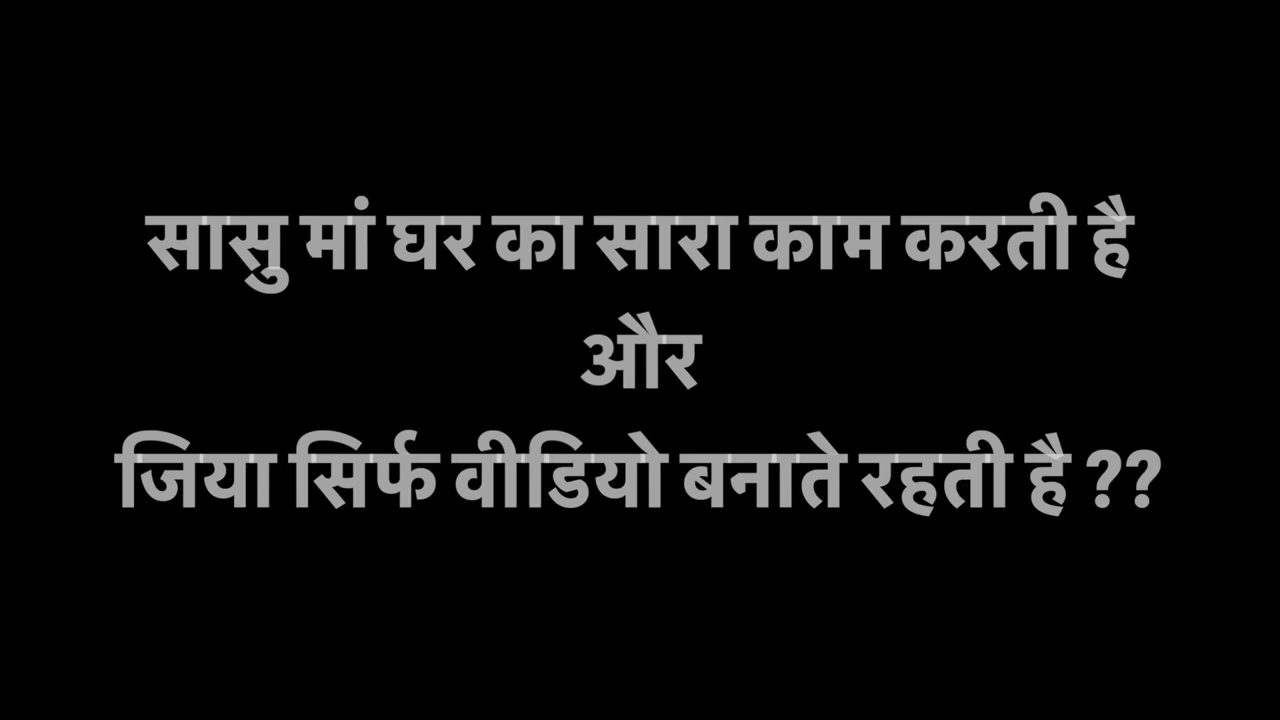 सासु मां घर का सारा काम करती है
और
जिया सिर्फ वीडियो बनाते रहती है ??